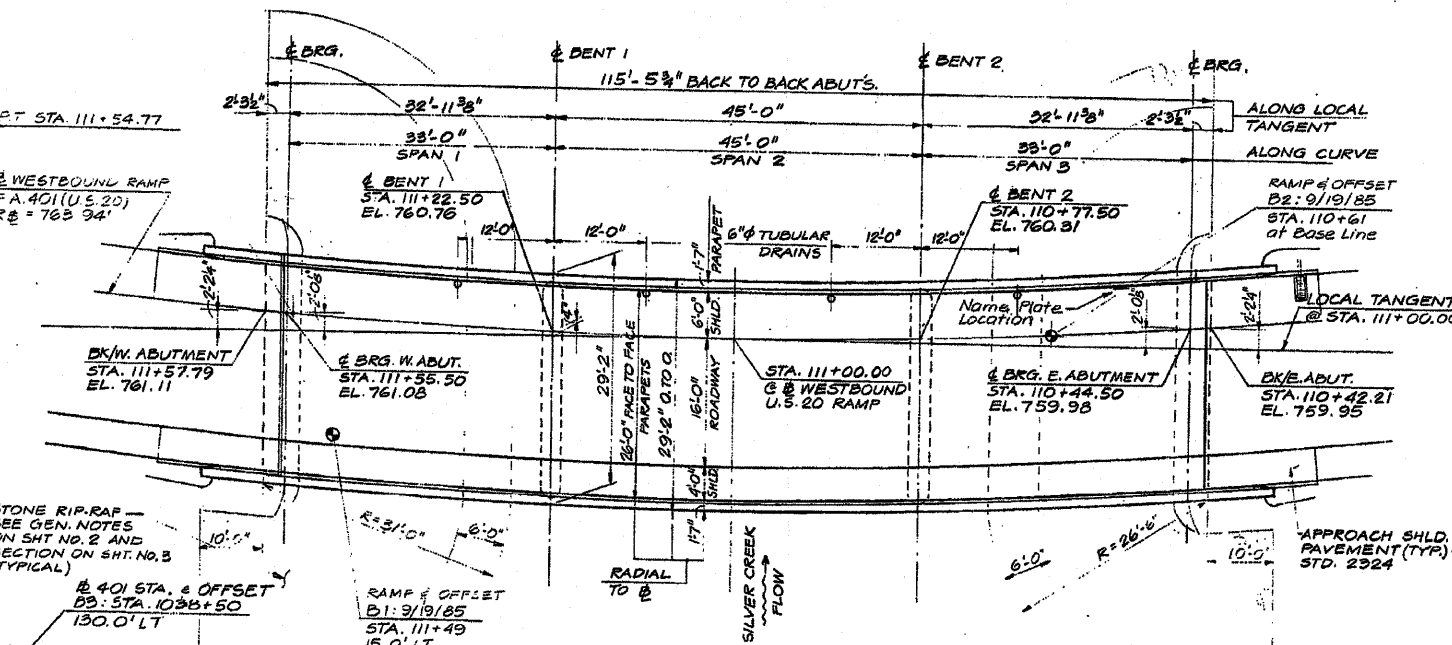 ℄ BRG.
℄ BENT 1
℄ BENT 2
℄ BRG.
115'-5¾" BACK TO BACK ABUT'S.
2'-3½"
32'-11⅜"
45'-0"
32'-11⅜"
2'-3½"
ALONG LOCAL
TANGENT
33'-0"
SPAN 1
45'-0"
SPAN 2
33'-0"
SPAN 3
ALONG CURVE
P.T STA. 111+54.77
℄ WESTBOUND RAMP
F.A. 401 (U.S. 20)
= 763.94'
℄ BENT 1
STA. 111+22.50
EL. 760.76
℄ BENT 2
STA. 110+77.50
EL. 760.31
RAMP ℄ OFFSET
B2: 9/19/85
STA. 110+61
at Base Line
12'-0"
12'-0"
6"φ TUBULAR
DRAINS
12'-0"
12'-0"
1'-7"
PARAPET
6'-0"
SHLD.
16'-0"
ROADWAY
4'-0"
SHLD
1'-7"
29'-2"
26'-0" FACE TO FACE
PARAPETS
29'-2" O. TO O.
Name Plate
Location
LOCAL TANGENT
@ STA. 111+00.00
BK/W. ABUTMENT
STA. 111+57.79
EL. 761.11
℄ BRG. W. ABUT.
STA. 111+55.50
EL. 761.08
STA. 111+00.00
WESTBOUND
U.S. 20 RAMP
℄ BRG. E. ABUTMENT
STA. 110+44.50
EL. 759.98
BK/E. ABUT.
STA. 110+42.21
EL. 759.95
STONE RIP-RAP
SEE GEN. NOTES
ON SHT NO. 2 AND
SECTION ON SHT. NO. 3
(TYPICAL)
10'-0"
R=31'-0"
6'-0"
RADIAL
TO
SILVER CREEK
FLOW
6'-0"
R=26'-6"
10'-0"
APPROACH SHLD.
PAVEMENT (TYP.)
STD. 2324
401 STA. & OFFSET
B3: STA. 1038+50
130.0' LT
RAMP ℄ OFFSET
B1: 9/19/85
STA. 111+49
15.0' LT